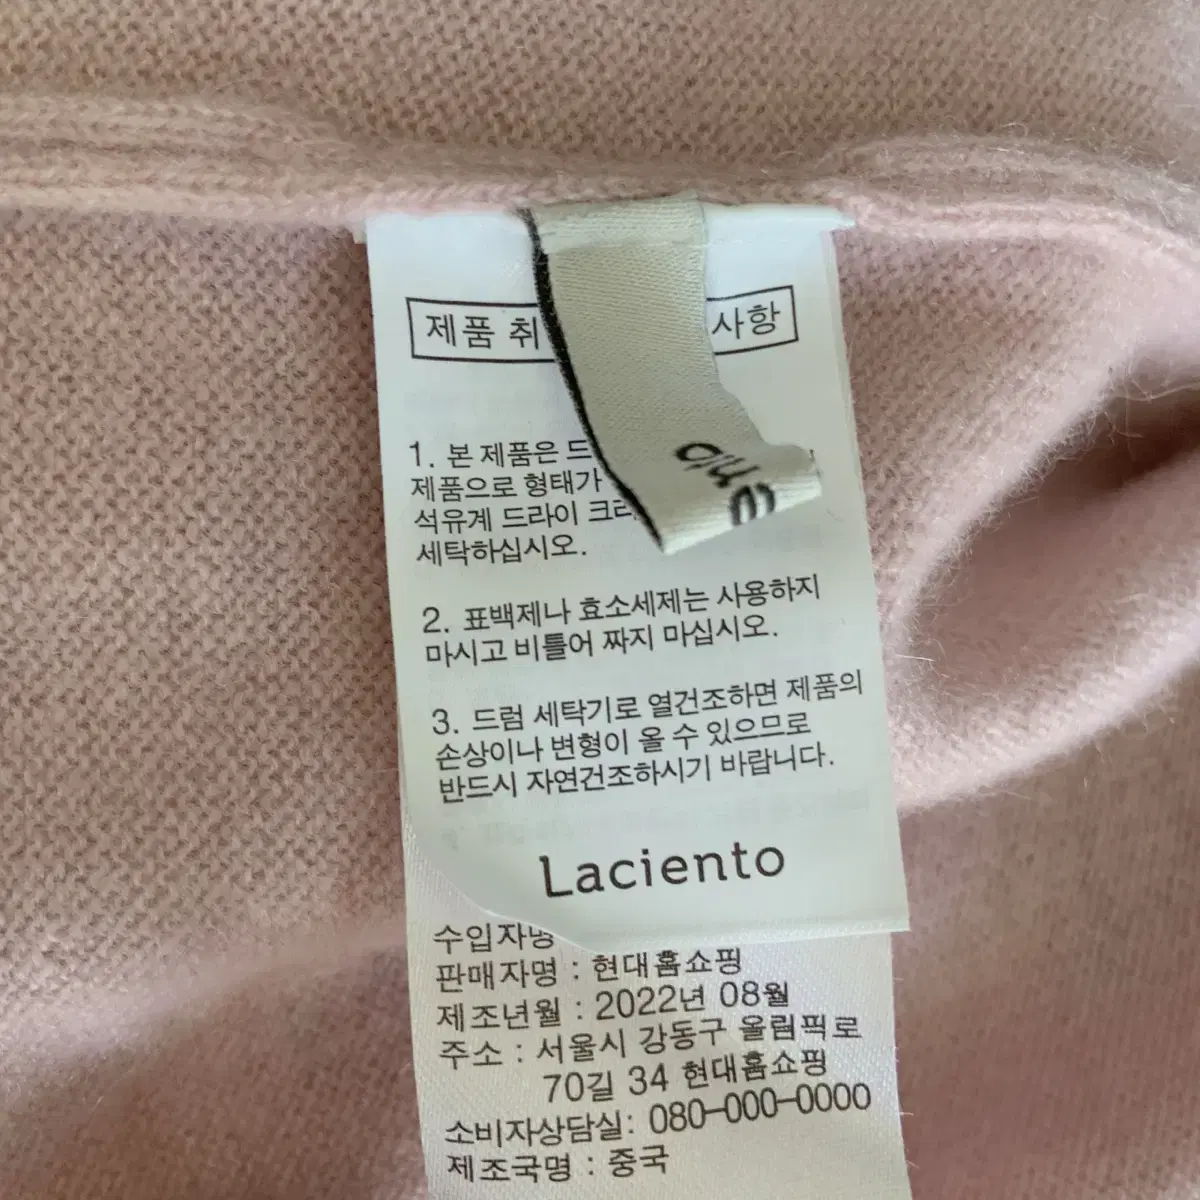 제품 취 사항
1. 본 제품은 드
제품으로 형태가
석유계 드라이
세탁하십시오.
2. 표백제나 효소세제는 사용하지
마시고 비틀어 짜지 마십시오.
3. 드럼 세탁기로 열건조하면 제품의
손상이나 변형이 올 수 있으므로
반드시 자연건조하시기 바랍니다.
Laciento
수입자명
판매자명 : 현대홈쇼핑
제조년월 : 2022년 08월
주소 : 서울시 강동구 올림픽로
70길 34 현대홈쇼핑
소비자상담실: 080-000-0000
제조국명 : 중국